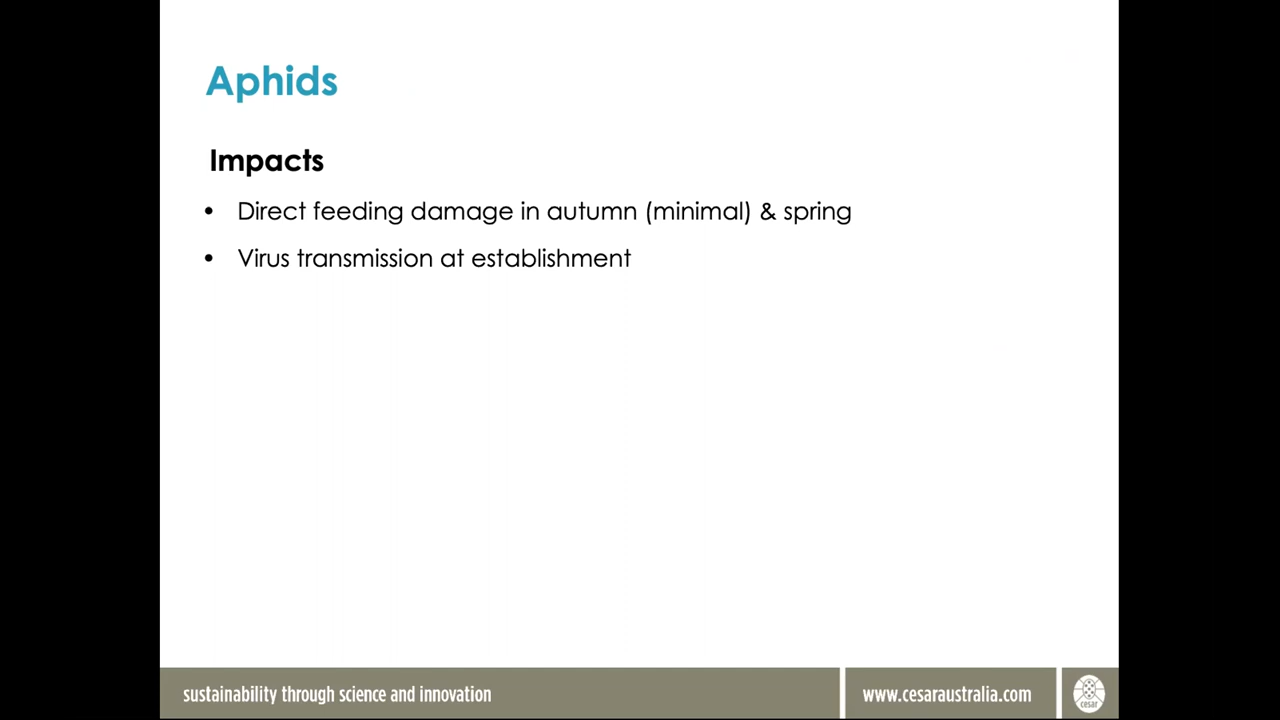 Aphids
Impacts
• Direct feeding damage in autumn (minimal) & spring
• Virus transmission at establishment
sustainability through science and innovation
www.cesaraustralia.com
cesar